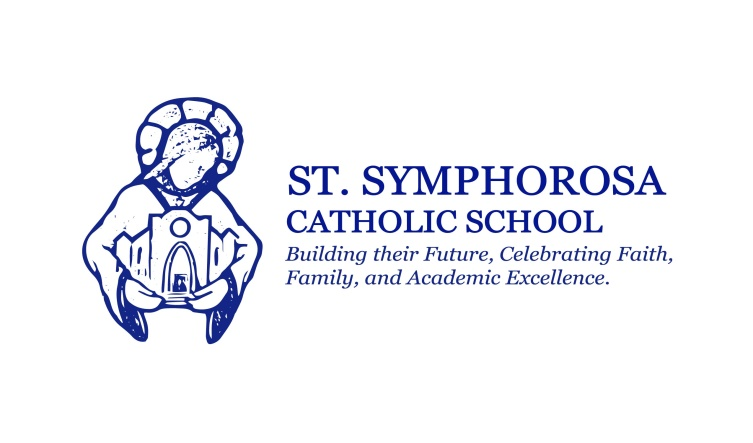 ST. SYMPHOROSA
CATHOLIC SCHOOL
Building their Future, Celebrating Faith,
Family, and Academic Excellence.